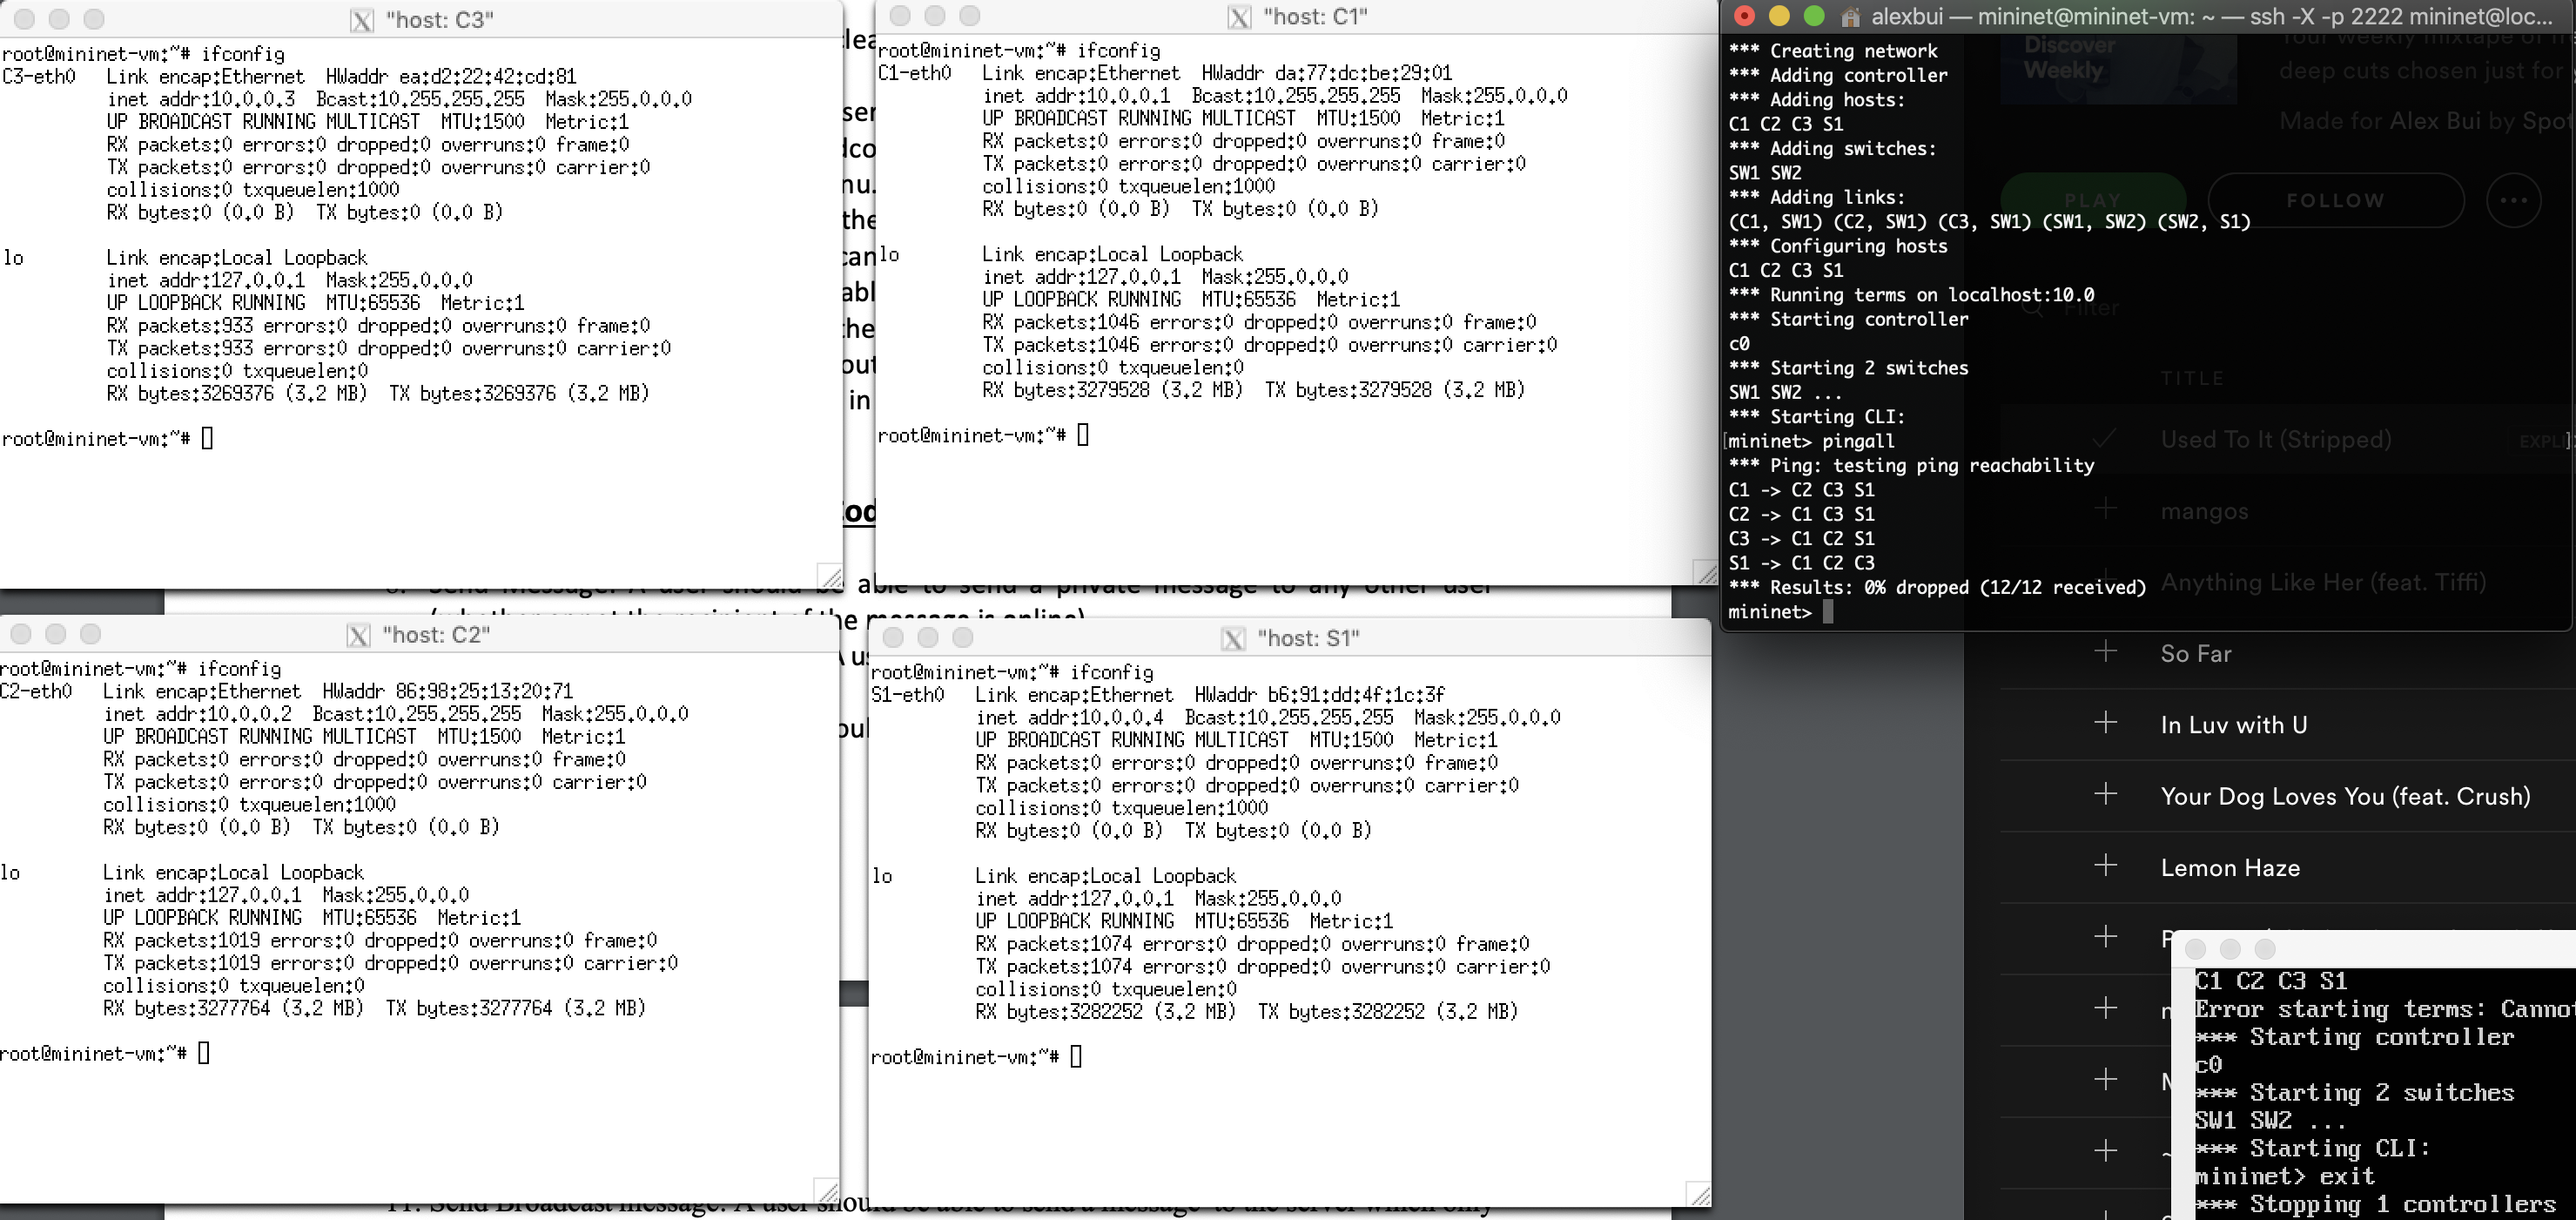 "host: C3"
root@mininet-vm:~# ifconfig
C3-eth0 Link encap:Ethernet HWaddr ea:d2:22:42:cd:81
inet addr:10.0.0.3 Bcast:10.255.255.255 Mask:255.0.0.0
UP BROADCAST RUNNING MULTICAST MTU:1500 Metric:1
RX packets:0 errors:0 dropped:0 overruns:0 frame:0
TX packets:0 errors:0 dropped:0 overruns:0 carrier:0
collisions:0 txqueuelen:1000
RX bytes:0 (0.0 B) TX bytes:0 (0.0 B)
lo Link encap:Local Loopback
inet addr:127.0.0.1 Mask:255.0.0.0
UP LOOPBACK RUNNING MTU:65536 Metric:1
RX packets:933 errors:0 dropped:0 overruns:0 frame:0
TX packets:933 errors:0 dropped:0 overruns:0 carrier:0
collisions:0 txqueuelen:0
RX bytes:3269376 (3.2 MB) TX bytes:3269376 (3.2 MB)
root@mininet-vm:~#
"host: C1"
root@mininet-vm:~# ifconfig
C1-eth0 Link encap:Ethernet HWaddr da:77:dc:be:29:01
inet addr:10.0.0.1 Bcast:10.255.255.255 Mask:255.0.0.0
UP BROADCAST RUNNING MULTICAST MTU:1500 Metric:1
RX packets:0 errors:0 dropped:0 overruns:0 frame:0
TX packets:0 errors:0 dropped:0 overruns:0 carrier:0
collisions:0 txqueuelen:1000
RX bytes:0 (0.0 B) TX bytes:0 (0.0 B)
lo Link encap:Local Loopback
inet addr:127.0.0.1 Mask:255.0.0.0
UP LOOPBACK RUNNING MTU:65536 Metric:1
RX packets:1046 errors:0 dropped:0 overruns:0 frame:0
TX packets:1046 errors:0 dropped:0 overruns:0 carrier:0
collisions:0 txqueuelen:0
RX bytes:3279528 (3.2 MB) TX bytes:3279528 (3.2 MB)
root@mininet-vm:~#
alexbui — mininet@mininet-vm: ~ — ssh -X -p 2222 mininet@loc...
*** Creating network
*** Adding controller
*** Adding hosts:
C1 C2 C3 S1
*** Adding switches:
SW1 SW2
*** Adding links:
(C1, SW1) (C2, SW1) (C3, SW1) (SW1, SW2) (SW2, S1)
*** Configuring hosts
C1 C2 C3 S1
*** Running terms on localhost:10.0
*** Starting controller
c0
*** Starting 2 switches
SW1 SW2 ...
*** Starting CLI:
[mininet> pingall ]
*** Ping: testing ping reachability
C1 -> C2 C3 S1
C2 -> C1 C3 S1
C3 -> C1 C2 S1
S1 -> C1 C2 C3
*** Results: 0% dropped (12/12 received)
mininet>
Discover
Weekly
Your weekly mixtape of
deep cuts chosen just for
Made for Alex Bui by Spot
PLAY
FOLLOW
Filter
TITLE
Used To It (Stripped)
EXPLI
mangos
Anything Like Her (feat. Tiffi)
So Far
In Luv with U
Your Dog Loves You (feat. Crush)
Lemon Haze
able to send a private message to any other user
message is online)
"host: C2"
root@mininet-vm:~# ifconfig
C2-eth0 Link encap:Ethernet HWaddr 86:98:25:13:20:71
inet addr:10.0.0.2 Bcast:10.255.255.255 Mask:255.0.0.0
UP BROADCAST RUNNING MULTICAST MTU:1500 Metric:1
RX packets:0 errors:0 dropped:0 overruns:0 frame:0
TX packets:0 errors:0 dropped:0 overruns:0 carrier:0
collisions:0 txqueuelen:1000
RX bytes:0 (0.0 B) TX bytes:0 (0.0 B)
lo Link encap:Local Loopback
inet addr:127.0.0.1 Mask:255.0.0.0
UP LOOPBACK RUNNING MTU:65536 Metric:1
RX packets:1019 errors:0 dropped:0 overruns:0 frame:0
TX packets:1019 errors:0 dropped:0 overruns:0 carrier:0
collisions:0 txqueuelen:0
RX bytes:3277764 (3.2 MB) TX bytes:3277764 (3.2 MB)
root@mininet-vm:~#
"host: S1"
root@mininet-vm:~# ifconfig
S1-eth0 Link encap:Ethernet HWaddr b6:91:dd:4f:1c:3f
inet addr:10.0.0.4 Bcast:10.255.255.255 Mask:255.0.0.0
UP BROADCAST RUNNING MULTICAST MTU:1500 Metric:1
RX packets:0 errors:0 dropped:0 overruns:0 frame:0
TX packets:0 errors:0 dropped:0 overruns:0 carrier:0
collisions:0 txqueuelen:1000
RX bytes:0 (0.0 B) TX bytes:0 (0.0 B)
lo Link encap:Local Loopback
inet addr:127.0.0.1 Mask:255.0.0.0
UP LOOPBACK RUNNING MTU:65536 Metric:1
RX packets:1074 errors:0 dropped:0 overruns:0 frame:0
TX packets:1074 errors:0 dropped:0 overruns:0 carrier:0
collisions:0 txqueuelen:0
RX bytes:3282252 (3.2 MB) TX bytes:3282252 (3.2 MB)
root@mininet-vm:~#
C1 C2 C3 S1
Error starting terms: Cannot
*** Starting controller
c0
*** Starting 2 switches
SW1 SW2 ...
*** Starting CLI:
mininet> exit
*** Stopping 1 controllers
11. Send Broadcast message: A user should be able to send a message to the server which only